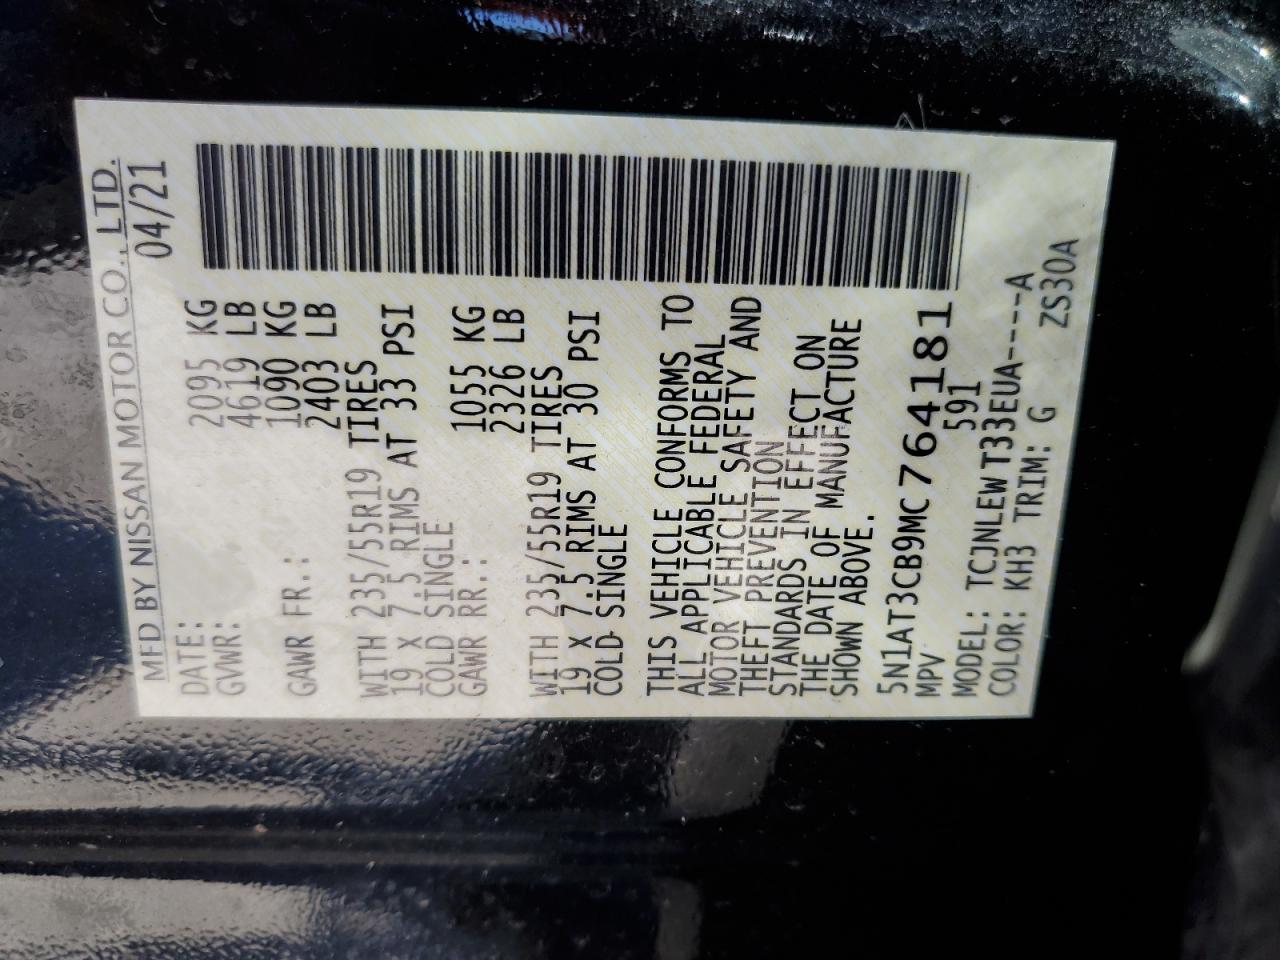 MFD BY NISSAN MOTOR CO., LTD.
DATE: 04/21
GVWR: 2095 KG
4619 LB
GAWR FR.: 1090 KG
2403 LB
WITH 235/55R19 TIRES
19 X 7.5 RIMS AT 33 PSI
COLD SINGLE
GAWR RR.: 1055 KG
2326 LB
WITH 235/55R19 TIRES
19 X 7.5 RIMS AT 30 PSI
COLD SINGLE
THIS VEHICLE CONFORMS TO
ALL APPLICABLE FEDERAL
MOTOR VEHICLE SAFETY AND
THEFT PREVENTION
STANDARDS IN EFFECT ON
THE DATE OF MANUFACTURE
SHOWN ABOVE.
5N1AT3CB9MC764181
MPV 591
MODEL: TCJNLEWT33EUA----A
COLOR: KH3 TRIM: G ZS30A